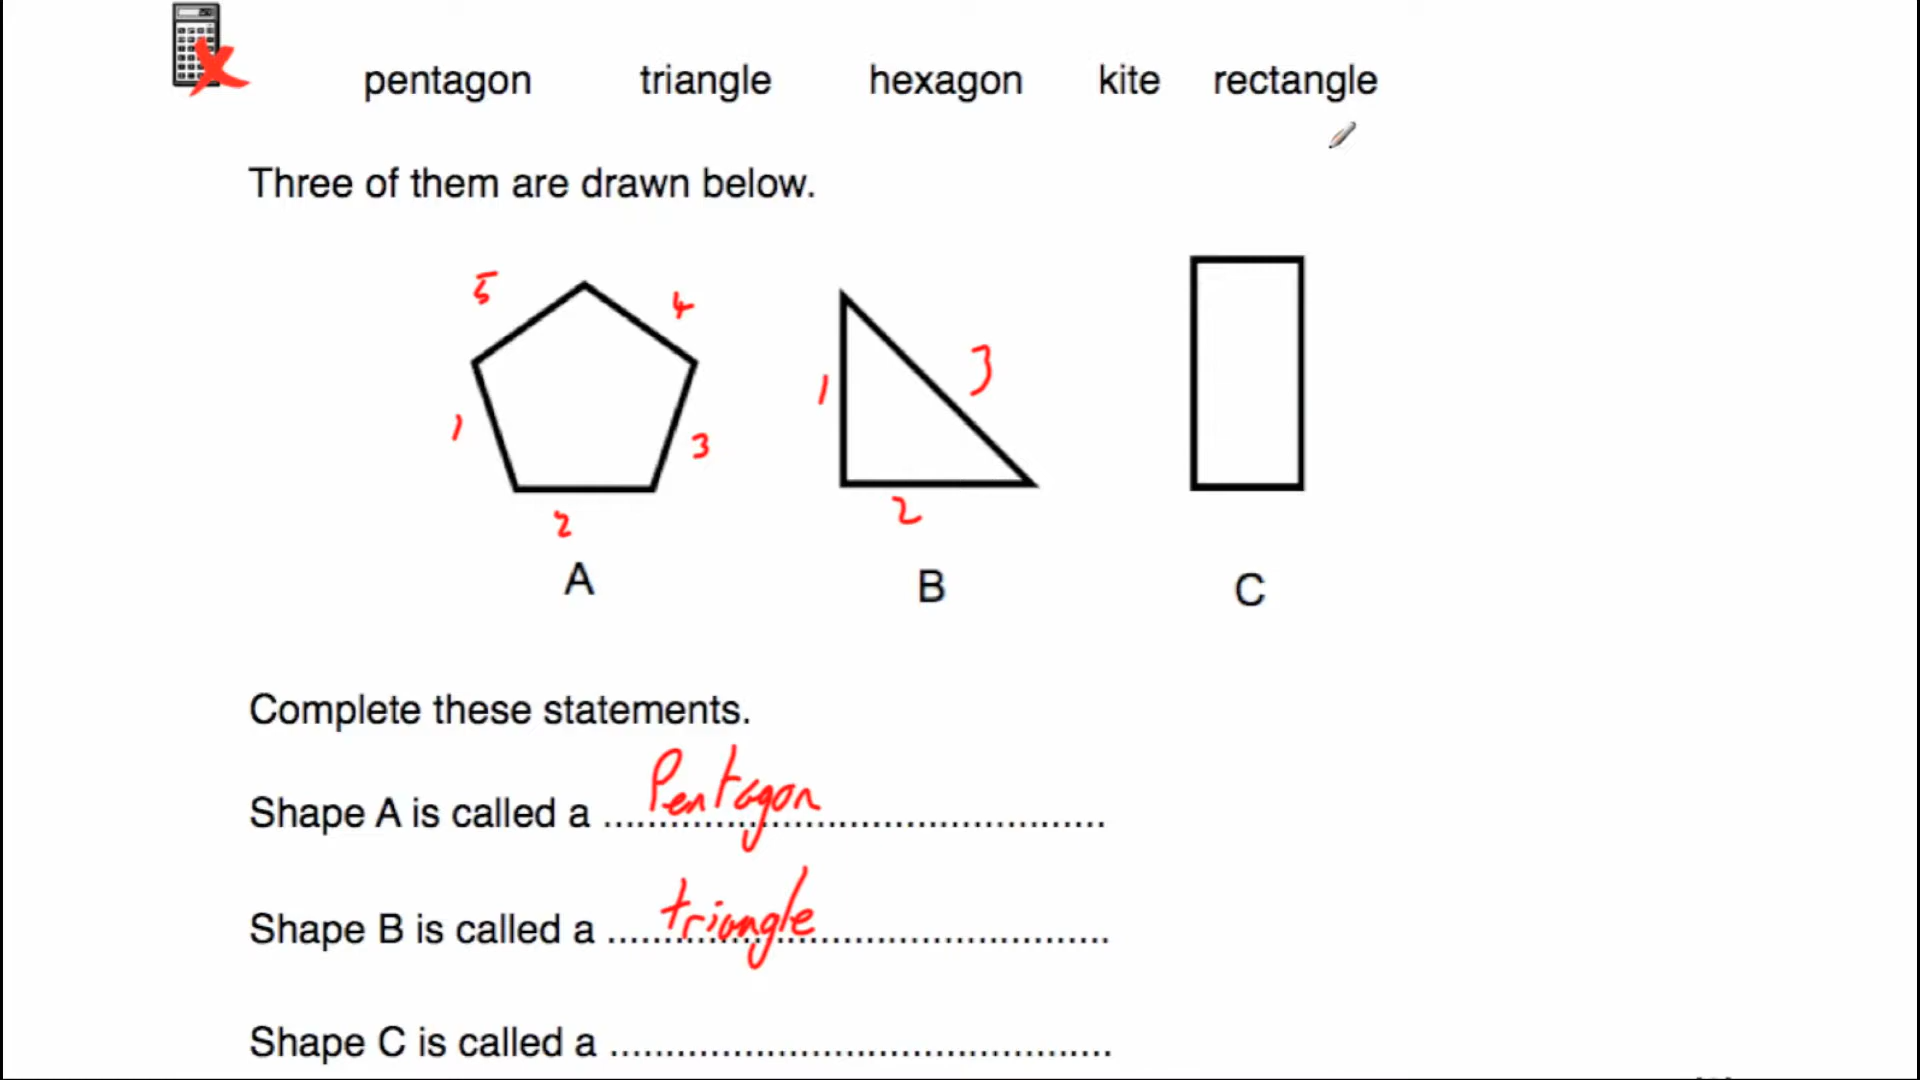 pentagon triangle hexagon kite rectangle
Three of them are drawn below.
5 4
1 3
2
1 3
2
A B C
Complete these statements.
Shape A is called a Pentagon
Shape B is called a triangle
Shape C is called a ..............................................